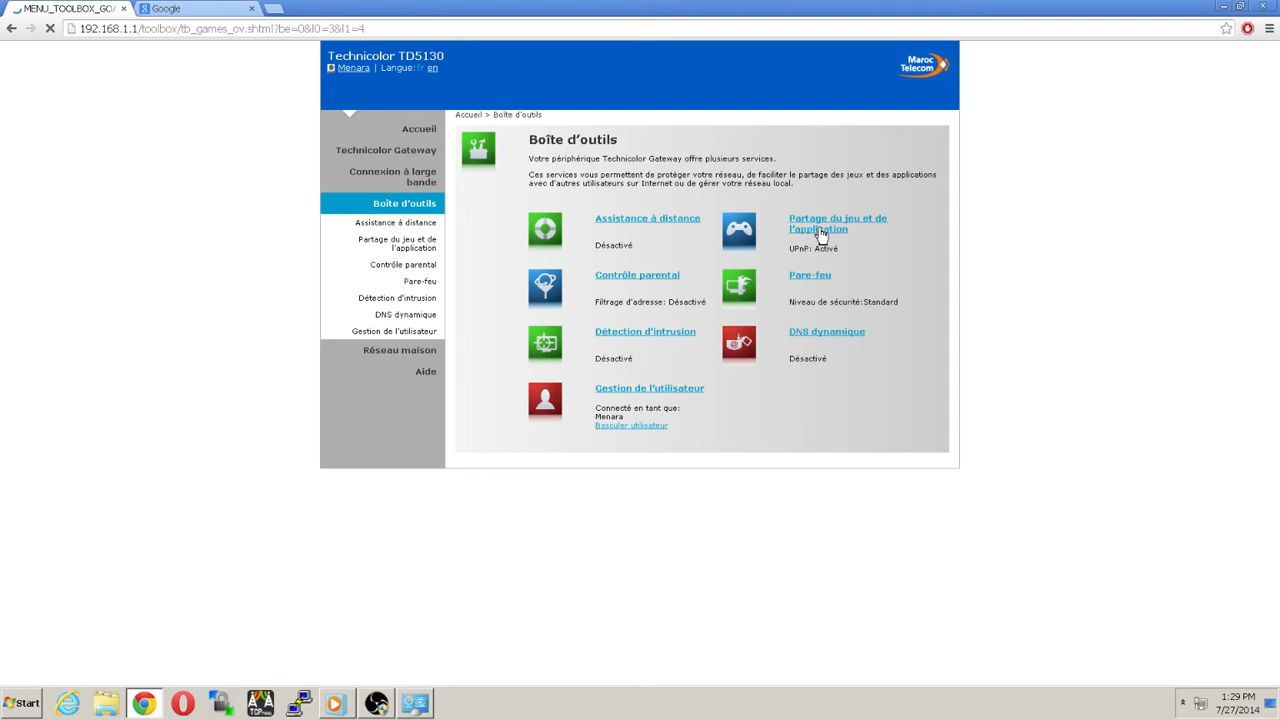 MENU_TOOLBOX_GO
Google
192.168.1.1/toolbox/tb_games_ov.shtml?be=0&l0=3&l1=4
Technicolor TD5130
Menara | Langue:fr en
Maroc
Telecom
Accueil > Boîte d'outils
Accueil
Technicolor Gateway
Connexion à large
bande
Boîte d'outils
Assistance à distance
Partage du jeu et de
l'application
Contrôle parental
Pare-feu
Détection d'intrusion
DNS dynamique
Gestion de l'utilisateur
Réseau maison
Aide
Boîte d'outils
Votre périphérique Technicolor Gateway offre plusieurs services.
Ces services vous permettent de protéger votre réseau, de faciliter le partage des jeux et des applications
avec d'autres utilisateurs sur Internet ou de gérer votre réseau local.
Assistance à distance
Désactivé
Partage du jeu et de
l'application
UPnP: Activé
Contrôle parental
Filtrage d'adresse: Désactivé
Pare-feu
Niveau de sécurité:Standard
Détection d'intrusion
Désactivé
DNS dynamique
Désactivé
Gestion de l'utilisateur
Connecté en tant que:
Menara
Basculer utilisateur
Start
1:29 PM
7/27/2014